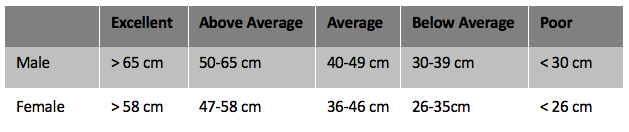 Excellent Above Average Average Below Average Poor
Male > 65 cm 50-65 cm 40-49 cm 30-39 cm < 30 cm
Female > 58 cm 47-58 cm 36-46 cm 26-35cm < 26 cm